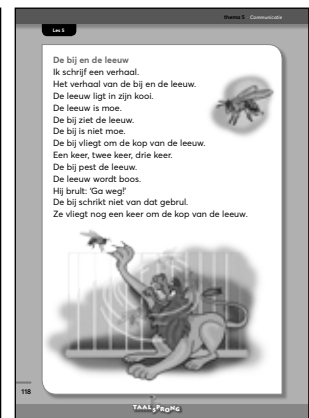 thema 5 Communicatie
Les 5
De bij en de leeuw
Ik schrijf een verhaal.
Het verhaal van de bij en de leeuw.
De leeuw ligt in zijn kooi.
De leeuw is moe.
De bij ziet de leeuw.
De bij is niet moe.
De bij vliegt om de kop van de leeuw.
Een keer, twee keer, drie keer.
De bij pest de leeuw.
De leeuw wordt boos.
Hij brult: ‘Ga weg!’
De bij schrikt niet van dat gebrul.
Ze vliegt nog een keer om de kop van de leeuw.
118
TAALSTRONG